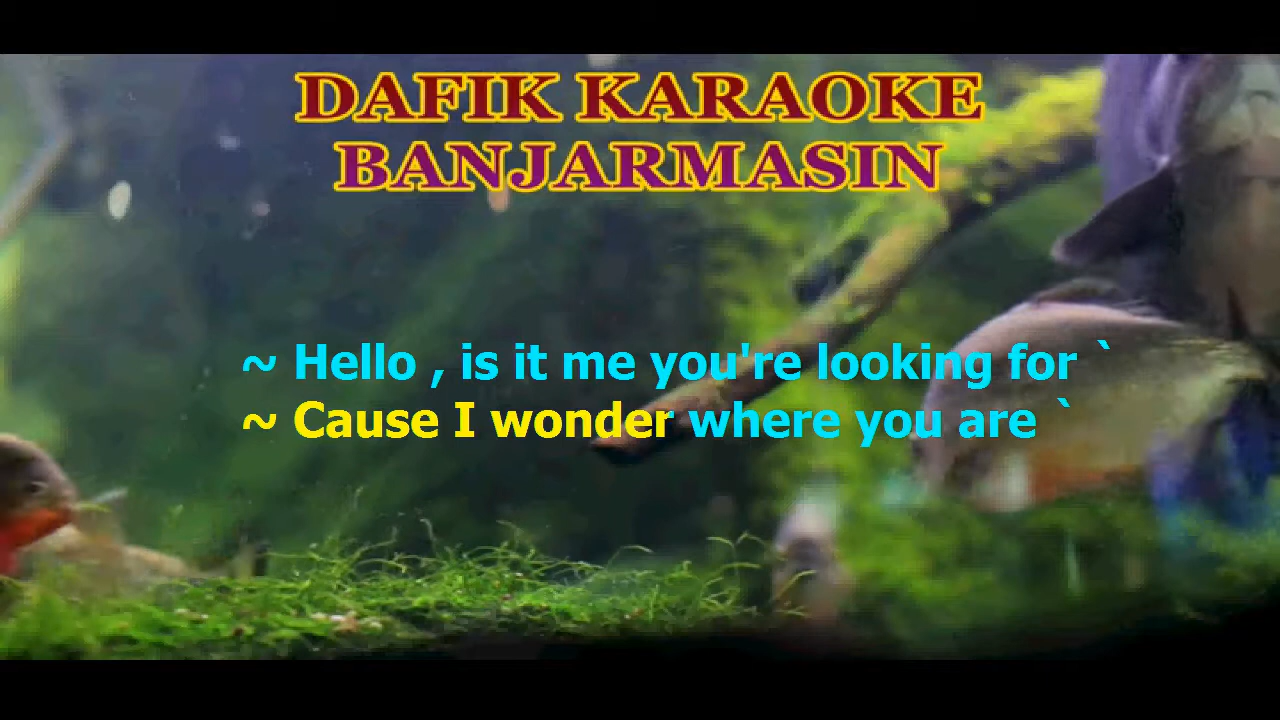 DAFIK KARAOKE
BANJARMASIN
~ Hello , is it me you're looking for `
~ Cause I wonder where you are `